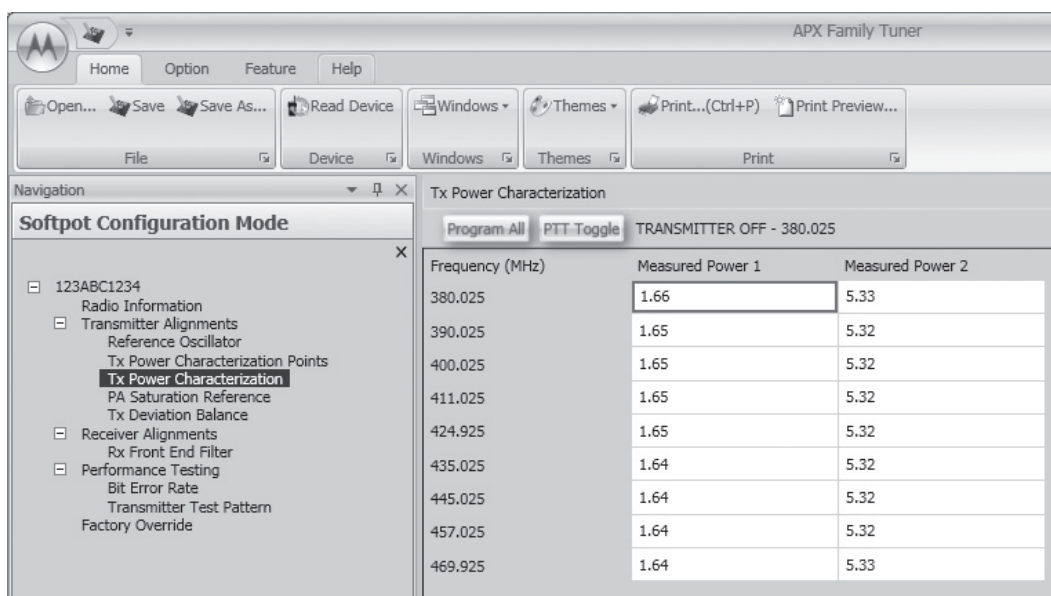 APX Family Tuner
Home Option Feature Help
Open... Save Save As... Read Device Windows Themes Print...(Ctrl+P) Print Preview...
File Device Windows Themes Print
Navigation
Softpot Configuration Mode
123ABC1234
Radio Information
Transmitter Alignments
Reference Oscillator
Tx Power Characterization Points
Tx Power Characterization
PA Saturation Reference
Tx Deviation Balance
Receiver Alignments
Rx Front End Filter
Performance Testing
Bit Error Rate
Transmitter Test Pattern
Factory Override
Tx Power Characterization
Program All PTT Toggle TRANSMITTER OFF - 380.025
Frequency (MHz) Measured Power 1 Measured Power 2
380.025 1.66 5.33
390.025 1.65 5.32
400.025 1.65 5.32
411.025 1.65 5.32
424.925 1.65 5.32
435.025 1.64 5.32
445.025 1.64 5.32
457.025 1.64 5.32
469.925 1.64 5.33